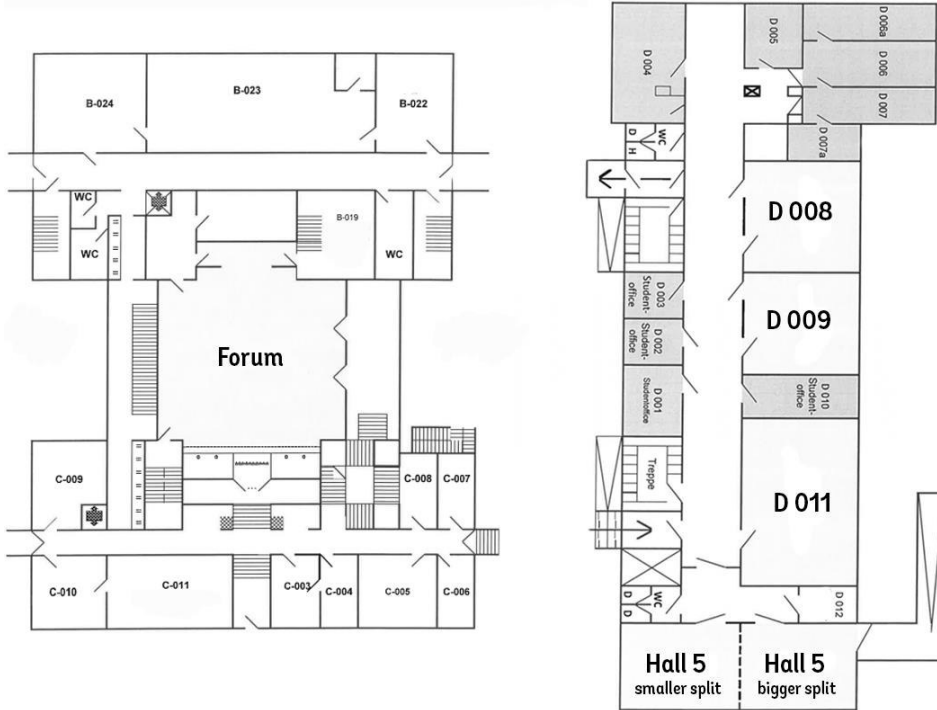 B-024
B-023
B-022
WC
B-019
WC
WC
Forum
C-009
C-008
C-007
C-010
C-011
C-003
C-004
C-005
C-006
D 006a
D 005
D 004
D 006
D 007
D
H
WC
D 007a
D 008
D 003
Student-
office
D 002
Student-
office
D 009
D 001
Studentoffice
D 010
Student-
office
Treppe
D 011
D
D
WC
D 012
Hall 5
smaller split
Hall 5
bigger split